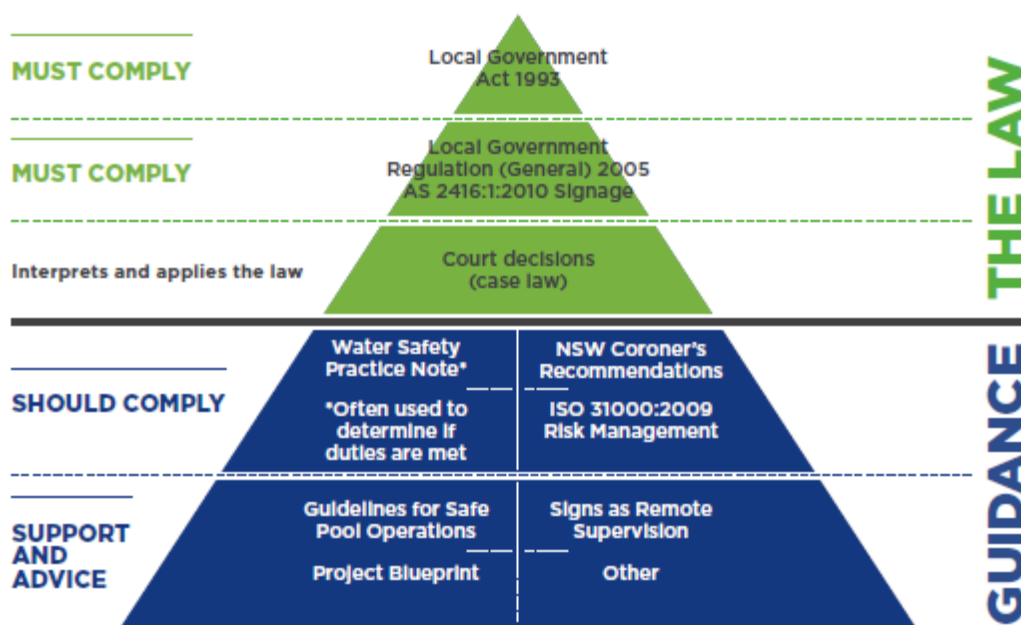 MUST COMPLY
Local Government
Act 1993
MUST COMPLY
Local Government
Regulation (General) 2005
AS 2416:1:2010 Signage
Interprets and applies the law
Court decisions
(case law)
THE LAW
SHOULD COMPLY
Water Safety
Practice Note*
*Often used to
determine if
duties are met
NSW Coroner's
Recommendations
ISO 31000:2009
Risk Management
SUPPORT
AND
ADVICE
Guidelines for Safe
Pool Operations
Project Blueprint
Signs as Remote
Supervision
Other
GUIDANCE